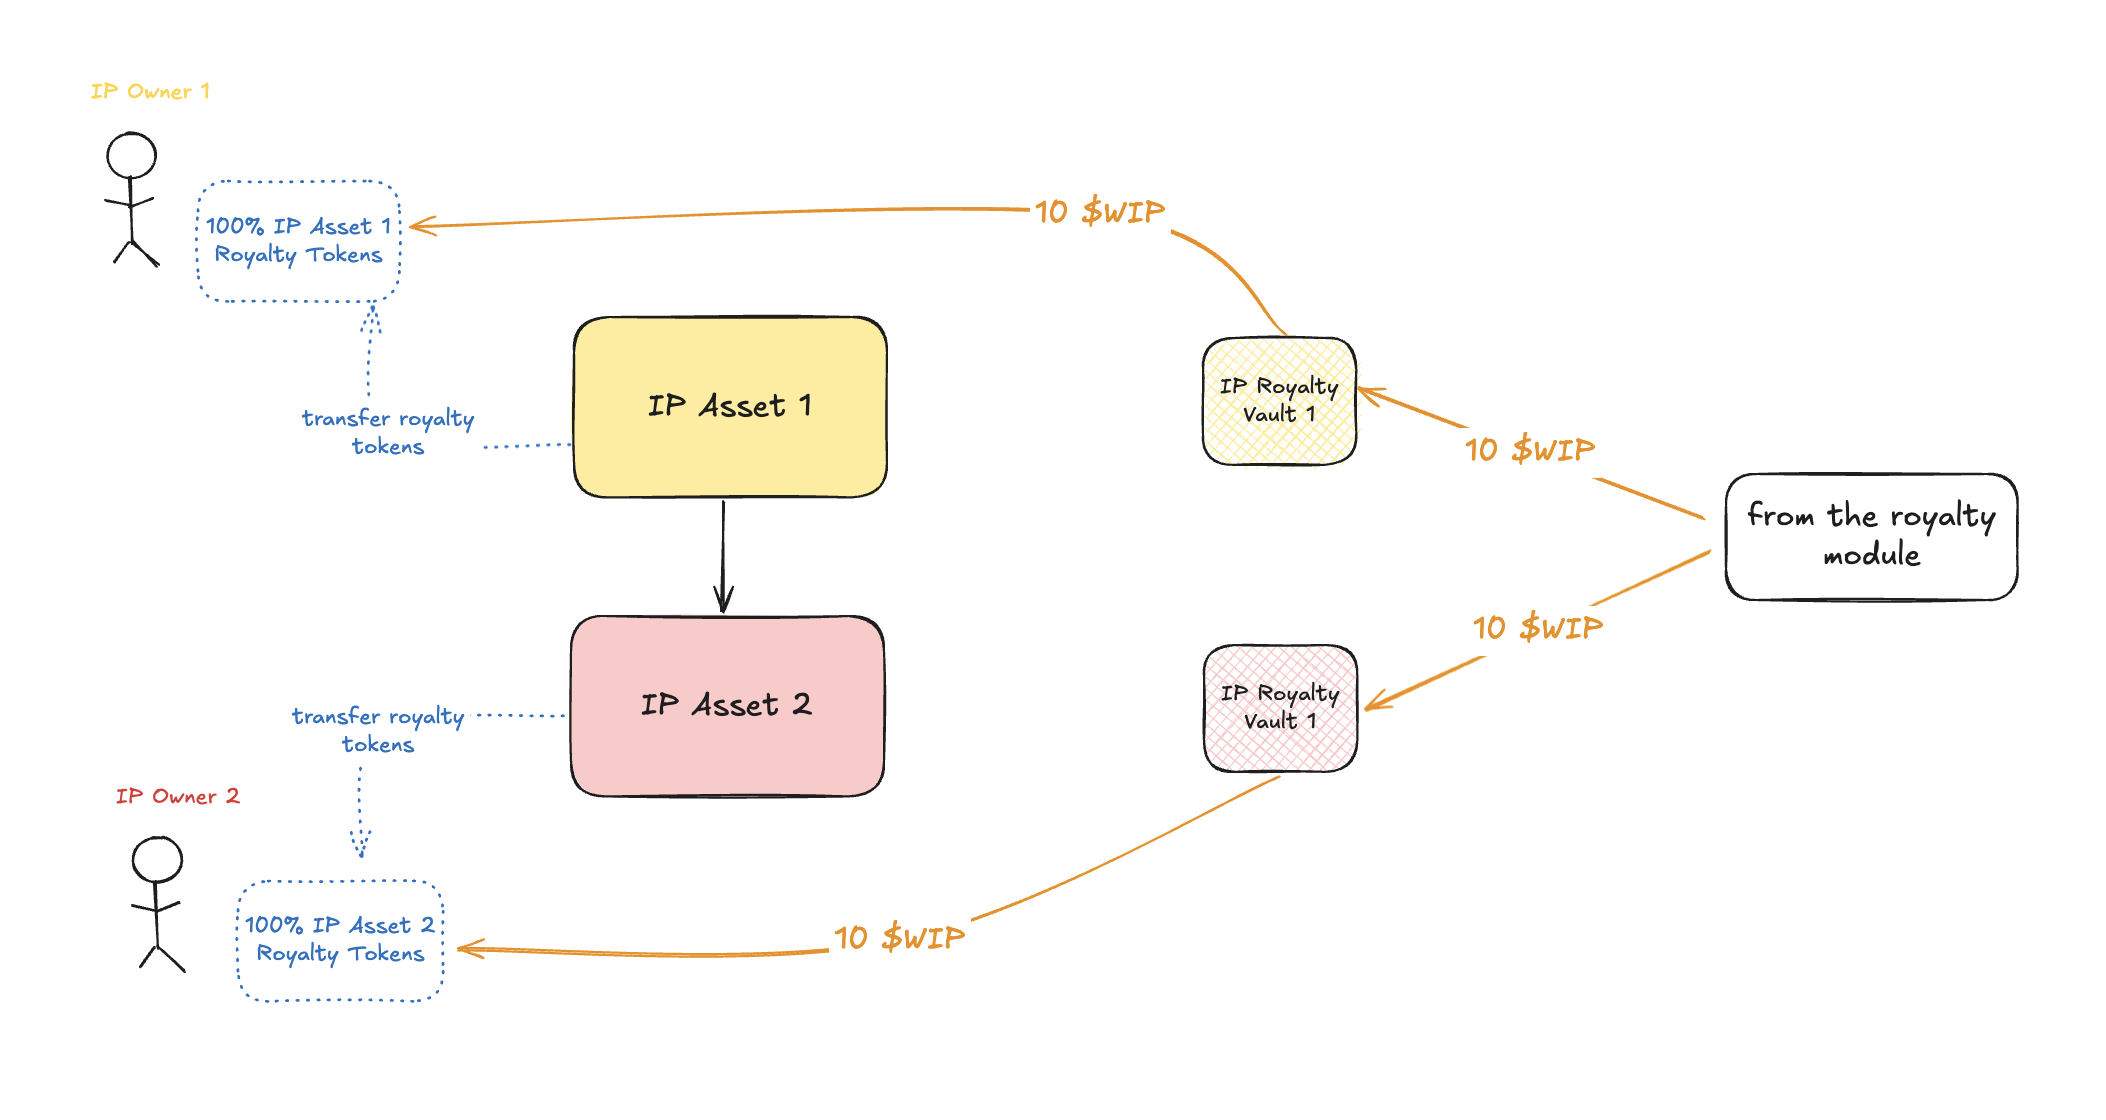 IP Owner 1
100% IP Asset 1
Royalty Tokens
10 $WIP
transfer royalty
tokens
IP Asset 1
IP Royalty
Vault 1
10 $WIP
from the royalty
module
10 $WIP
IP Asset 2
IP Royalty
Vault 1
transfer royalty
tokens
IP Owner 2
100% IP Asset 2
Royalty Tokens
10 $WIP